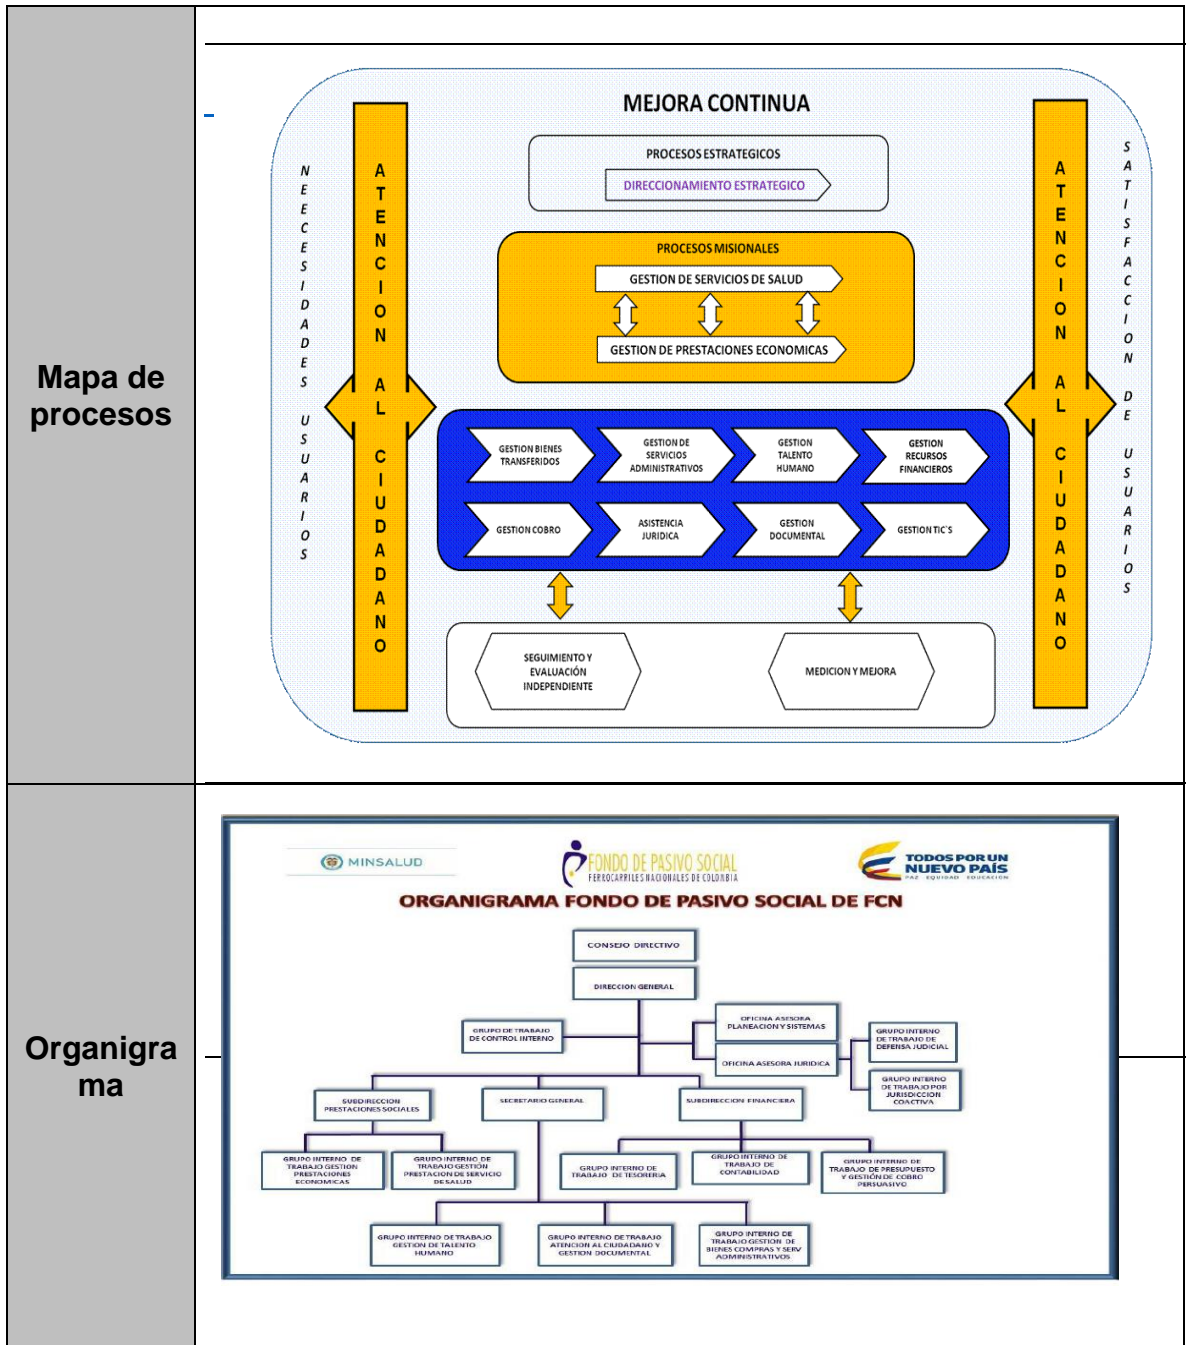 Mapa de
procesos
MEJORA CONTINUA
NECESIDADES USUARIOS
ATENCION AL CIUDADANO
PROCESOS ESTRATEGICOS
DIRECCIONAMIENTO ESTRATEGICO
PROCESOS MISIONALES
GESTION DE SERVICIOS DE SALUD
GESTION DE PRESTACIONES ECONOMICAS
GESTION BIENES
TRANSFERIDOS
GESTION DE
SERVICIOS
ADMINISTRATIVOS
GESTION
TALENTO
HUMANO
GESTION
RECURSOS
FINANCIEROS
GESTION COBRO
ASISTENCIA
JURIDICA
GESTION
DOCUMENTAL
GESTION TIC`S
SEGUIMIENTO Y
EVALUACIÓN
INDEPENDIENTE
MEDICION Y MEJORA
ATENCION AL CIUDADANO
SATISFACCION DE USUARIOS
Organigra
ma
MINSALUD
FONDO DE PASIVO SOCIAL
FERROCARRILES NACIONALES DE COLOMBIA
TODOS POR UN
NUEVO PAÍS
PAZ EQUIDAD EDUCACIÓN
ORGANIGRAMA FONDO DE PASIVO SOCIAL DE FCN
CONSEJO DIRECTIVO
DIRECCION GENERAL
GRUPO DE TRABAJO
DE CONTROL INTERNO
OFICINA ASESORA
PLANEACION Y SISTEMAS
OFICINA ASESORA JURIDICA
GRUPO INTERNO
DE TRABAJO DE
DEFENSA JUDICIAL
GRUPO INTERNO
DE TRABAJO POR
JURISDICCION
COACTIVA
SUBDIRECCION
PRESTACIONES SOCIALES
SECRETARIO GENERAL
SUBDIRECCION FINANCIERA
GRUPO INTERNO DE
TRABAJO GESTION
PRESTACIONES
ECONOMICAS
GRUPO INTERNO DE
TRABAJO GESTIÓN
PRESTACION DE SERVICIO
DE SALUD
GRUPO INTERNO DE
TRABAJO DE TESORERIA
GRUPO INTERNO DE
TRABAJO DE
CONTABILIDAD
GRUPO INTERNO DE
TRABAJO DE PRESUPUESTO
Y GESTIÓN DE COBRO
PERSUASIVO
GRUPO INTERNO DE TRABAJO
GESTION DE TALENTO
HUMANO
GRUPO INTERNO DE TRABAJO
ATENCION AL CIUDADANO Y
GESTION DOCUMENTAL
GRUPO INTERNO DE
TRABAJO GESTION DE
BIENES COMPRAS Y SERV
ADMINISTRATIVOS